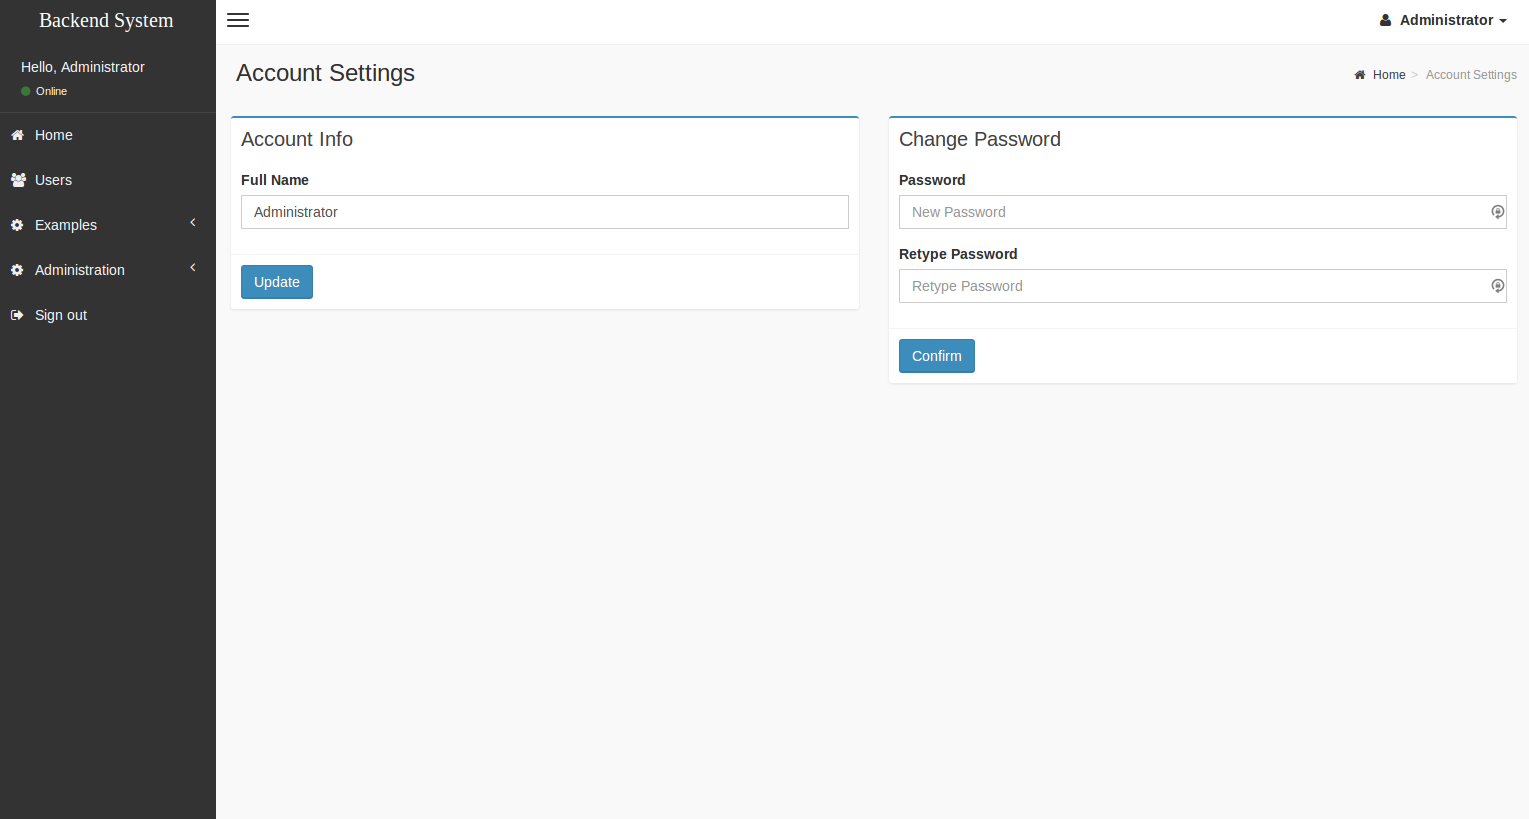 Backend System
Administrator
Hello, Administrator
Online
Home
Users
Examples
Administration
Sign out
Account Settings
Home > Account Settings
Account Info
Full Name
Administrator
Update
Change Password
Password
New Password
Retype Password
Retype Password
Confirm